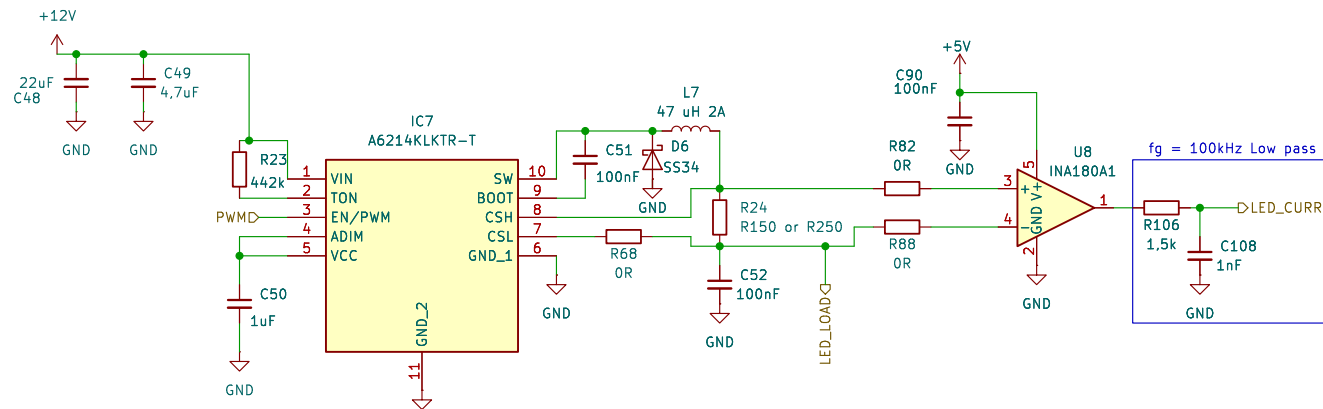 +12V
22uF
C48
GND
C49
4,7uF
GND
R23
442k
IC7
A6214KLKTR-T
1
VIN
2
TON
PWM
3
EN/PWM
4
ADIM
5
VCC
C50
1uF
GND
10
SW
9
BOOT
8
CSH
7
CSL
6
GND_1
GND_2
11
GND
C51
100nF
D6
SS34
GND
L7
47 uH 2A
R24
R150 or R250
R68
0R
C52
100nF
GND
LED_LOAD
R82
0R
R88
0R
+5V
C90
100nF
GND
U8
INA180A1
5
V+
3
+
4
-
GND
2
1
GND
fg = 100kHz Low pass
R106
1,5k
C108
1nF
GND
LED_CURR